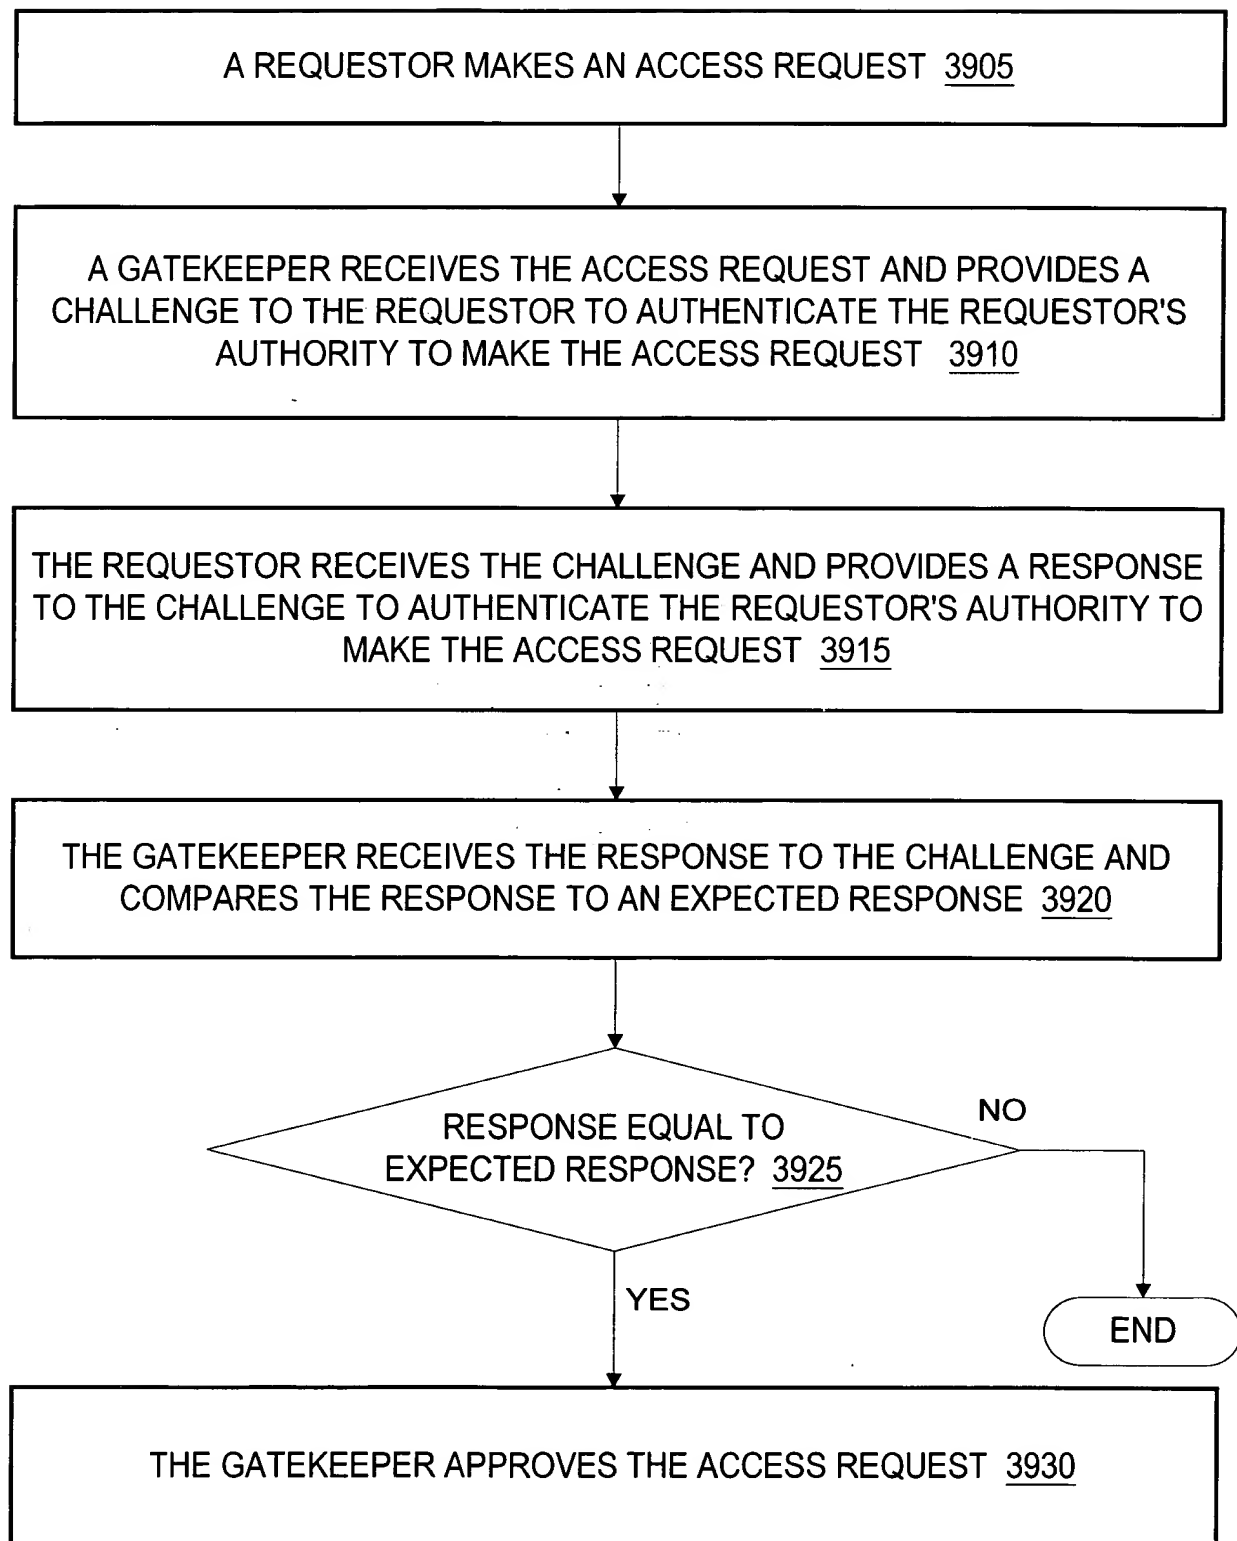 A REQUESTOR MAKES AN ACCESS REQUEST 3905
A GATEKEEPER RECEIVES THE ACCESS REQUEST AND PROVIDES A
CHALLENGE TO THE REQUESTOR TO AUTHENTICATE THE REQUESTOR'S
AUTHORITY TO MAKE THE ACCESS REQUEST 3910
THE REQUESTOR RECEIVES THE CHALLENGE AND PROVIDES A RESPONSE
TO THE CHALLENGE TO AUTHENTICATE THE REQUESTOR'S AUTHORITY TO
MAKE THE ACCESS REQUEST 3915
THE GATEKEEPER RECEIVES THE RESPONSE TO THE CHALLENGE AND
COMPARES THE RESPONSE TO AN EXPECTED RESPONSE 3920
RESPONSE EQUAL TO
EXPECTED RESPONSE? 3925
NO
YES
END
THE GATEKEEPER APPROVES THE ACCESS REQUEST 3930